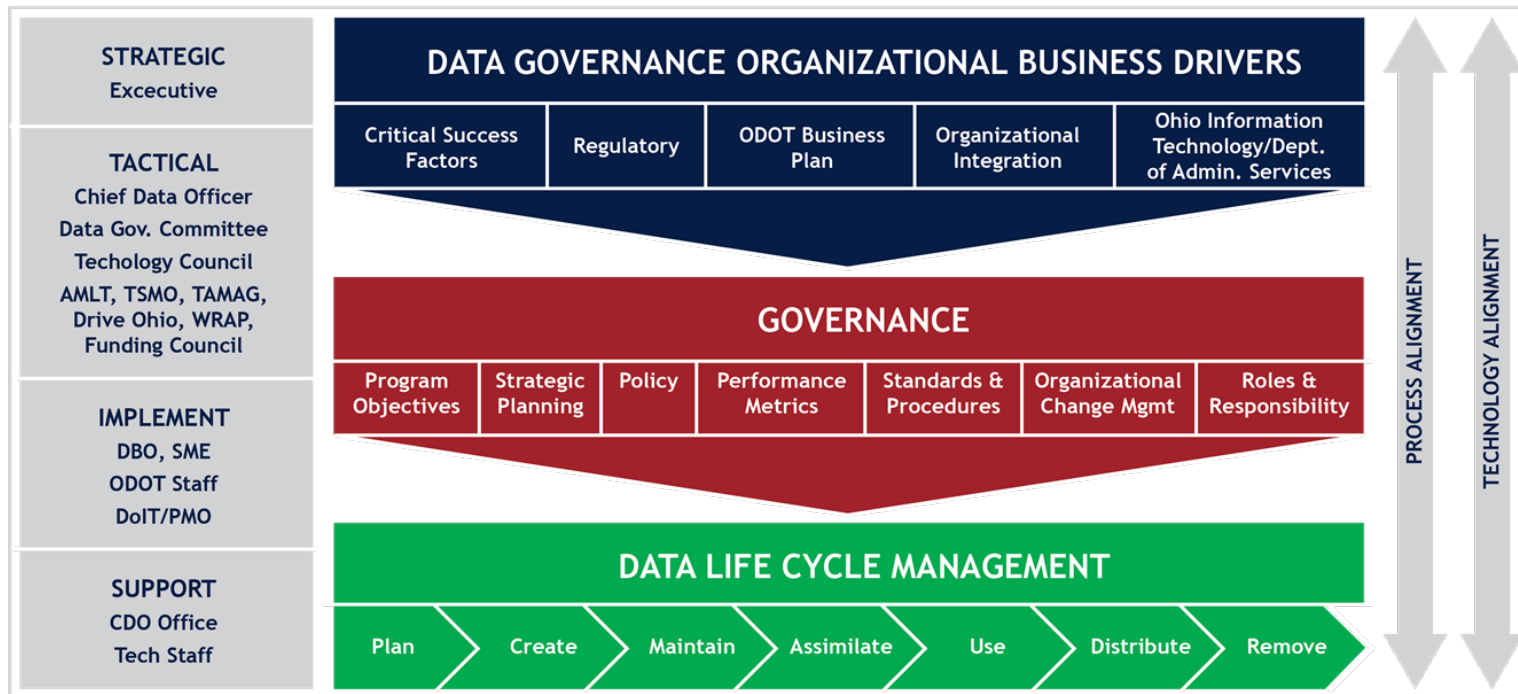 STRATEGIC
Excecutive
TACTICAL
Chief Data Officer
Data Gov. Committee
Techology Council
AMLT, TSMO, TAMAG,
Drive Ohio, WRAP,
Funding Council
IMPLEMENT
DBO, SME
ODOT Staff
DoIT/PMO
SUPPORT
CDO Office
Tech Staff
DATA GOVERNANCE ORGANIZATIONAL BUSINESS DRIVERS
Critical Success
Factors
Regulatory
ODOT Business
Plan
Organizational
Integration
Ohio Information
Technology/Dept.
of Admin. Services
GOVERNANCE
Program
Objectives
Strategic
Planning
Policy
Performance
Metrics
Standards &
Procedures
Organizational
Change Mgmt
Roles &
Responsibility
DATA LIFE CYCLE MANAGEMENT
Plan
Create
Maintain
Assimilate
Use
Distribute
Remove
PROCESS ALIGNMENT
TECHNOLOGY ALIGNMENT